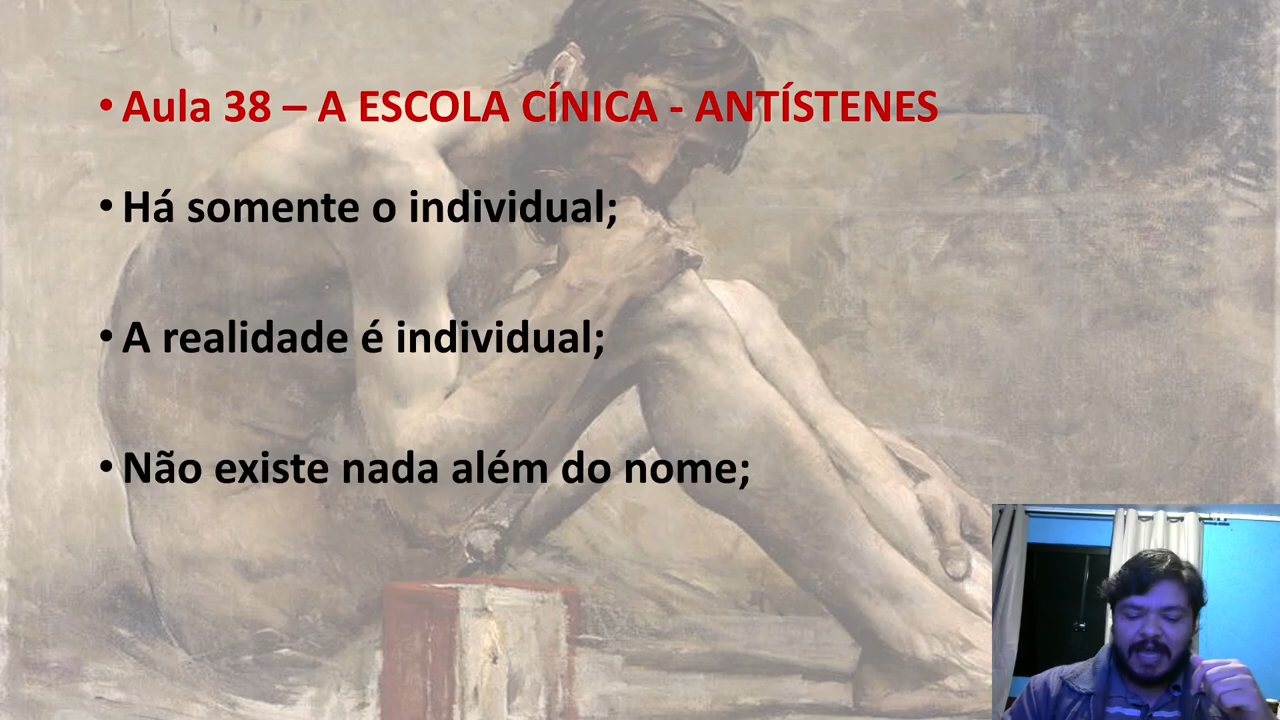 • Aula 38 – A ESCOLA CÍNICA - ANTÍSTENES
• Há somente o individual;
• A realidade é individual;
• Não existe nada além do nome;